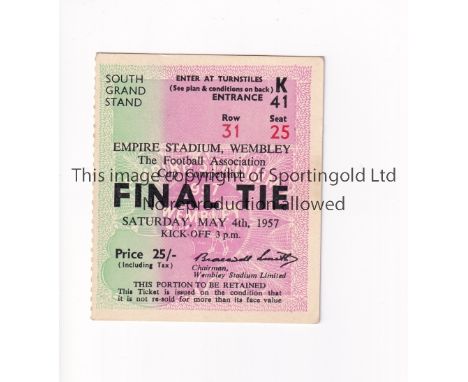 SOUTH GRAND STAND
ENTER AT TURNSTILES
(See plan & conditions on back)
ENTRANCE
K
41
Row
31
Seat
25
EMPIRE STADIUM, WEMBLEY
The Football Association
Cup Competition
This image copyright of Sportingold Ltd
FINAL TIE
No reproduction allowed
SATURDAY, MAY 4th, 1957
KICK-OFF 3 p.m.
Price 25/-
(Including Tax)
Chairman,
Wembley Stadium Limited
THIS PORTION TO BE RETAINED
This Ticket is issued on the condition that
it is not re-sold for more than its face value